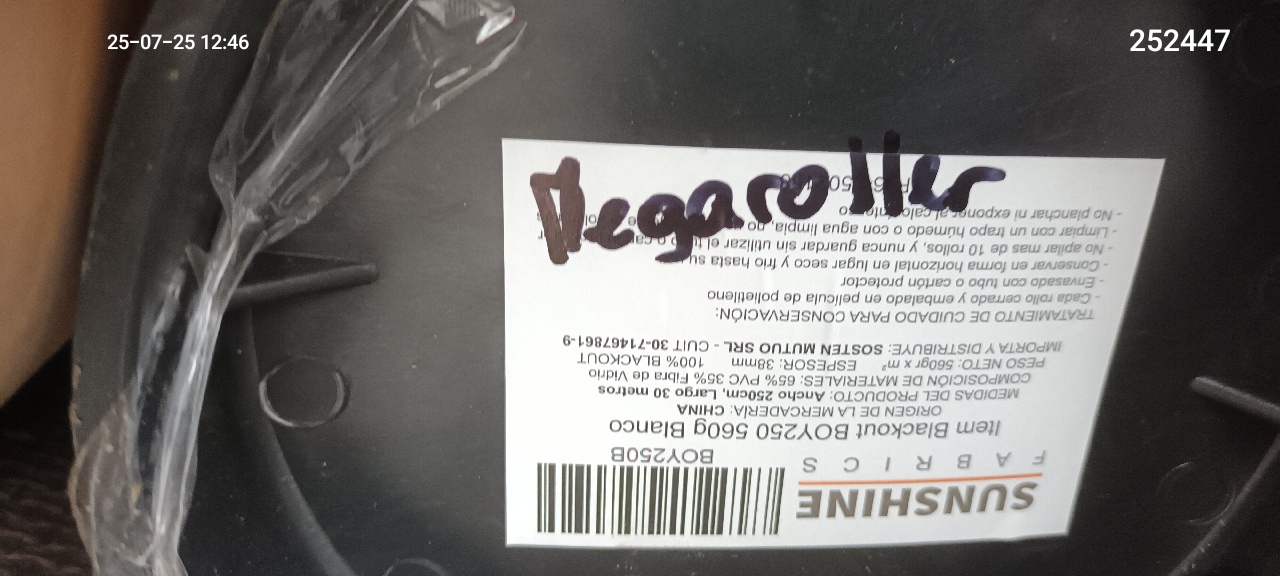 25-07-25 12:46
252447
Megaroller
SUNSHINE
FABRICS
BOY250B
Item Blackout BOY250 560g Blanco
ORIGEN DE LA MERCADERÍA: CHINA
MEDIDAS DEL PRODUCTO: Ancho 250cm, Largo 30 metros
COMPOSICIÓN DE MATERIALES: 65% PVC 35% Fibra de Vidrio
PESO NETO: 560gr x m² ESPESOR: 38mm 100% BLACKOUT
IMPORTA Y DISTRIBUYE: SOSTEN MUTUO SRL - CUIT 30-71467861-9
TRATAMIENTO DE CUIDADO PARA CONSERVACIÓN:
- Cada rollo cerrado y embalado en película de polietileno
- Envasado con tubo o cartón protector
- Conservar en forma horizontal en lugar seco y frio hasta su
- No apilar mas de 10 rollos, y nunca guardar sin utilizar el
- Limpiar con un trapo húmedo o con agua limpia, no
- No planchar ni exponer al calor